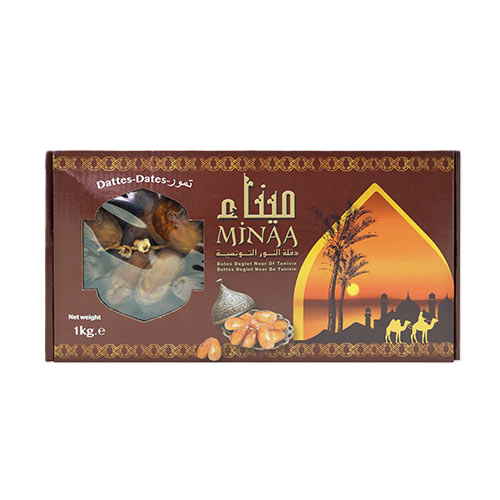 Dattes-Dates-تمور
ميناء
MINAA
دقلة النور التونسية
Dates Deglet Nour Of Tunisia
Dattes Deglet Nour De Tunisie
Net weight
1kg.e